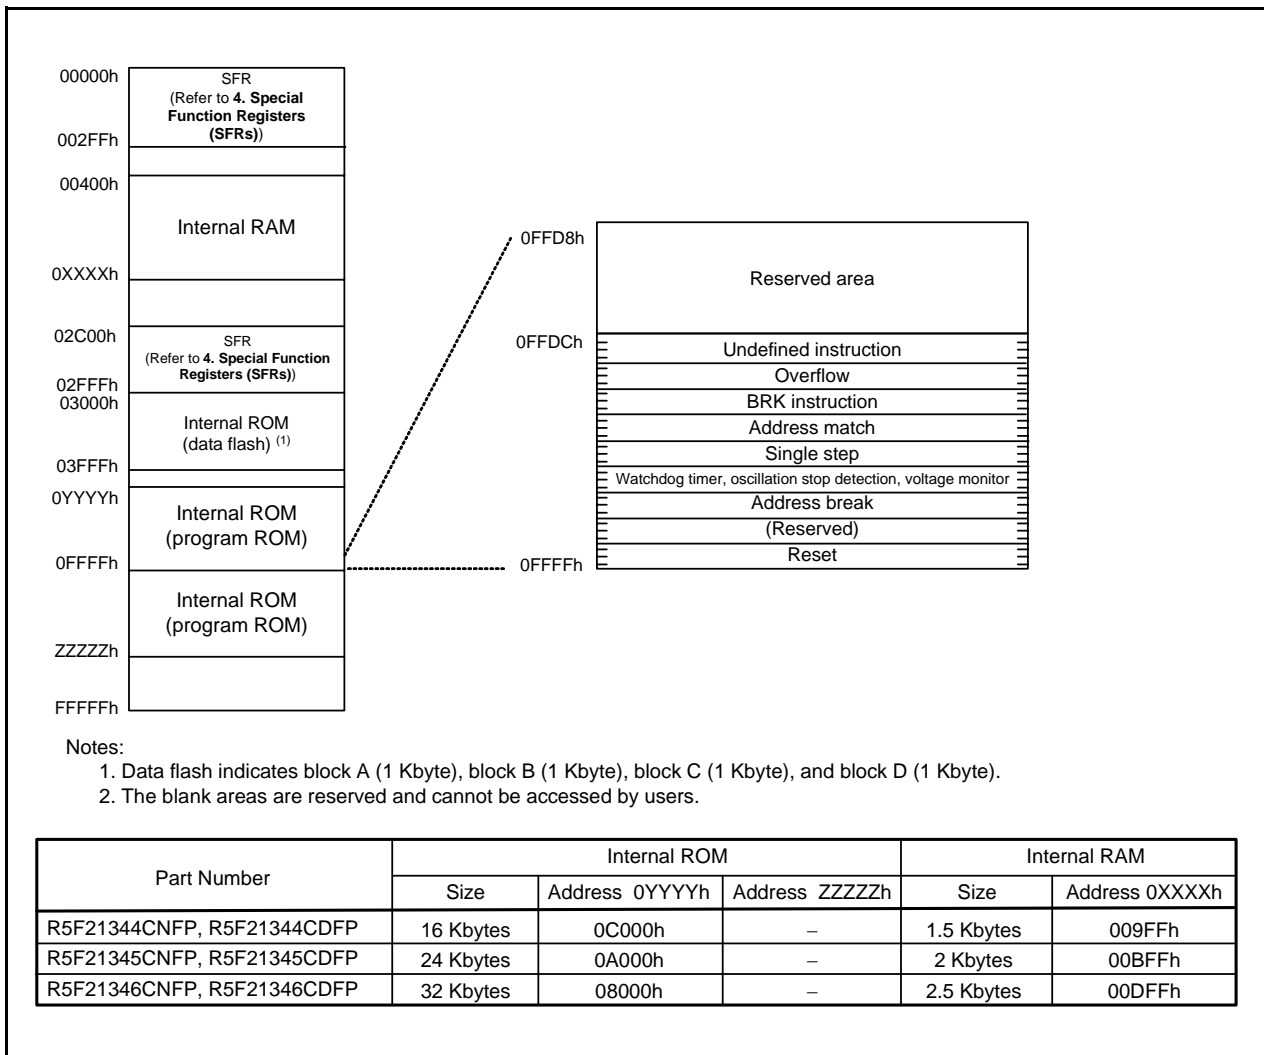 00000h
SFR
(Refer to 4. Special
Function Registers
(SFRs))
002FFh
00400h
Internal RAM
0XXXXh
02C00h
SFR
(Refer to 4. Special Function
Registers (SFRs))
02FFFh
03000h
Internal ROM
(data flash) (1)
03FFFh
0YYYYh
Internal ROM
(program ROM)
0FFFFh
Internal ROM
(program ROM)
ZZZZZh
FFFFFh
0FFD8h
Reserved area
0FFDCh
Undefined instruction
Overflow
BRK instruction
Address match
Single step
Watchdog timer, oscillation stop detection, voltage monitor
Address break
(Reserved)
Reset
0FFFFh
Notes:
1. Data flash indicates block A (1 Kbyte), block B (1 Kbyte), block C (1 Kbyte), and block D (1 Kbyte).
2. The blank areas are reserved and cannot be accessed by users.
Part Number Internal ROM Internal RAM
Size Address 0YYYYh Address ZZZZZh Size Address 0XXXXh
R5F21344CNFP, R5F21344CDFP 16 Kbytes 0C000h – 1.5 Kbytes 009FFh
R5F21345CNFP, R5F21345CDFP 24 Kbytes 0A000h – 2 Kbytes 00BFFh
R5F21346CNFP, R5F21346CDFP 32 Kbytes 08000h – 2.5 Kbytes 00DFFh